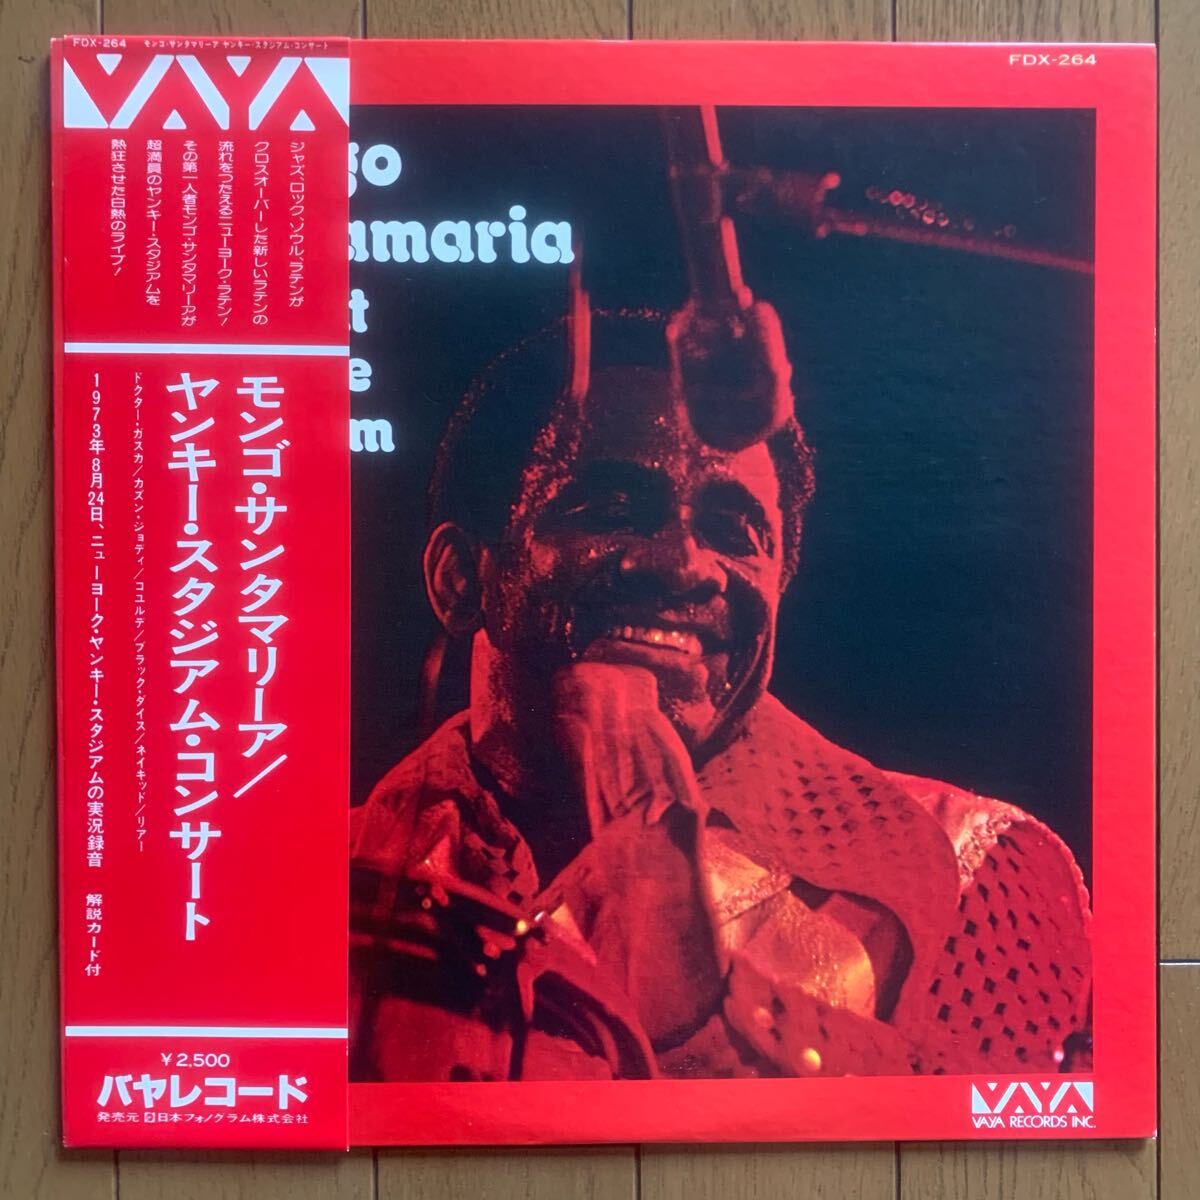 FDX-264 モンゴ・サンタマリーア ヤンキー・スタジアム・コンサート
VAYA
ジャズ、ロック、ソウル、ラテンが
クロスオーバーした新しいラテンの
流れをつたえるニューヨーク・ラテン!
その第一人者モンゴ・サンタマリーアが
超満員のヤンキー・スタジアムを
熱狂させた白熱のライブ!
モンゴ・サンタマリーア/
ヤンキー・スタジアム・コンサート
ドクター・ガスカ/カズン・ジョディ/コユルデ/ブラック・ダイス/ネイキッド/リアー
1973年8月24日、ニューヨーク・ヤンキー・スタジアムの実況録音 解説カード付
¥2,500
バヤレコード
発売元 日本フォノグラム株式会社
FDX-264
go
amaria
t
e
m
VAYA
VAYA RECORDS INC.